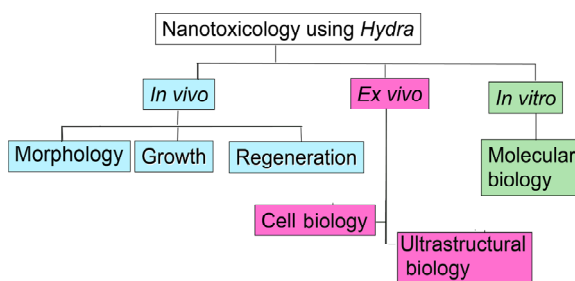 Nanotoxicology using Hydra
In vivo
Ex vivo
In vitro
Morphology
Growth
Regeneration
Molecular
biology
Cell biology
Ultrastructural
biology